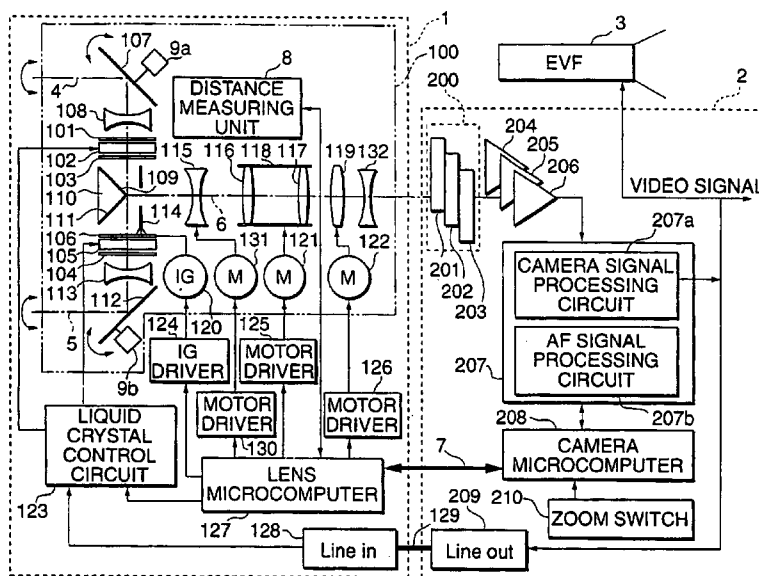 1
107
9a
100
3
EVF
4
8
DISTANCE
MEASURING
UNIT
2
108
101
102
103
200
204
205
206
115
116
118
117
119
132
109
110
111
114
6
VIDEO SIGNAL
106
105
104
113
112
IG
M
M
M
131
121
122
120
201
202
203
207a
CAMERA SIGNAL
PROCESSING
CIRCUIT
5
9b
124
IG
DRIVER
125
MOTOR
DRIVER
126
207
AF SIGNAL
PROCESSING
CIRCUIT
207b
LIQUID
CRYSTAL
CONTROL
CIRCUIT
123
MOTOR
DRIVER
130
MOTOR
DRIVER
208
7
CAMERA
MICROCOMPUTER
LENS
MICROCOMPUTER
127
128
129
209
210
ZOOM SWITCH
Line in
Line out